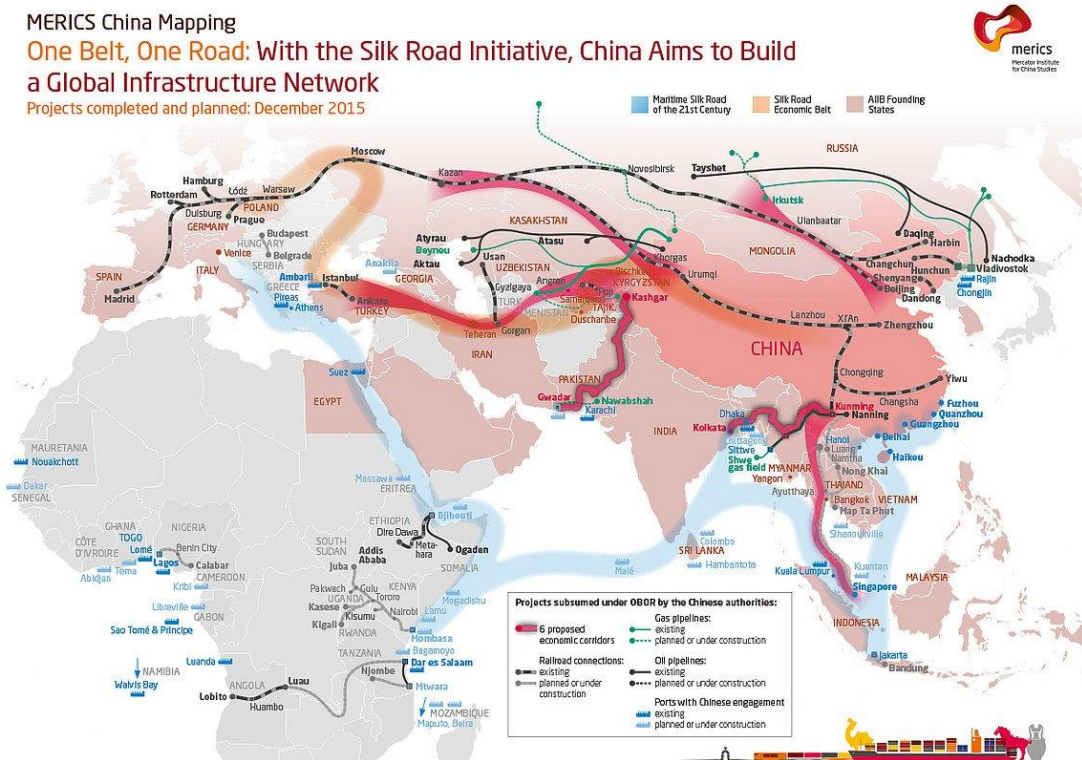 MERICS China Mapping
One Belt, One Road: With the Silk Road Initiative, China Aims to Build
a Global Infrastructure Network
Projects completed and planned: December 2015
merics
Mercator Institute
for China Studies
Maritime Silk Road
of the 21st Century
Silk Road
Economic Belt
AIIB Founding
States
RUSSIA
Moscow
Kazan
Novosibirsk
Tayshet
Irkutsk
Hamburg
Rotterdam
Łódź
Warsaw
Duisburg
POLAND
Prague
GERMANY
Budapest
HUNGARY
Belgrade
SERBIA
Venice
ITALY
SPAIN
Madrid
Ambarli
Istanbul
GREECE
Pireas
Athens
Ankara
TURKEY
Anaklia
GEORGIA
Atyrau
Beyneu
Aktau
KASAKHSTAN
Atasu
Usan
UZBEKISTAN
Gyzlgaya
Angren
Pop
Samarqand
TURK
MENISTAN
TAJIK.
Duschanbe
Bischkek
KYRGYZSTAN
Khorgas
Urumqi
Kashgar
Ulanbaatar
MONGOLIA
Daqing
Harbin
Changchun
Hunchun
Shenyang
Beijing
Dandong
Nachodka
Vladivostok
Rajin
Chongjin
Teheran
Gorgan
IRAN
Lanzhou
Xi'An
Zhengzhou
CHINA
Chongqing
Yiwu
Changsha
Fuzhou
Quanzhou
Guangzhou
Kunming
Nanning
Beihai
Haikou
PAKISTAN
Gwadar
Nawabshah
Karachi
INDIA
Dhaka
Kolkata
Chittagong
Sittwe
Shwe
gas field
MYANMAR
Yangon
Hanoi
Luang
Namtha
Nong Khai
THAILAND
Ayutthaya
Bangkok
VIETNAM
Map Ta Phut
Sihanoukville
Suez
EGYPT
MAURETANIA
Nouakchott
Dakar
SENEGAL
Massawa
ERITREA
Djibouti
ETHIOPIA
Dire Dawa
Meta-
hara
Ogaden
SOMALIA
Addis
Ababa
SOUTH
SUDAN
Juba
GHANA
NIGERIA
CÔTE
D'IVROIRE
TOGO
Lomé
Benin City
Lagos
Calabar
Tema
Abidjan
CAMEROON
Kribi
Libreville
GABON
Sao Tomé & Principe
Pakwach
Gulu
KENYA
UGANDA
Tororo
Kasese
Kisumu
Nairobi
Kigali
RWANDA
Lamu
Mogadishu
Mombasa
Bagamoyo
TANZANIA
Dar es Salaam
Njombe
Mtwara
MOZAMBIQUE
Maputo, Beira
Luanda
NAMIBIA
Walvis Bay
ANGOLA
Luau
Lobito
Huambo
Colombo
SRI LANKA
Hambantota
Malé
Kuala Lumpur
Kuantan
Singapore
MALAYSIA
INDONESIA
Jakarta
Bandung
Projects subsumed under OBOR by the Chinese authorities:
6 proposed
economic corridors
Gas pipelines:
existing
planned or under construction
Railroad connections:
existing
planned or under
construction
Oil pipelines:
existing
planned or under construction
Ports with Chinese engagement
existing
planned or under construction